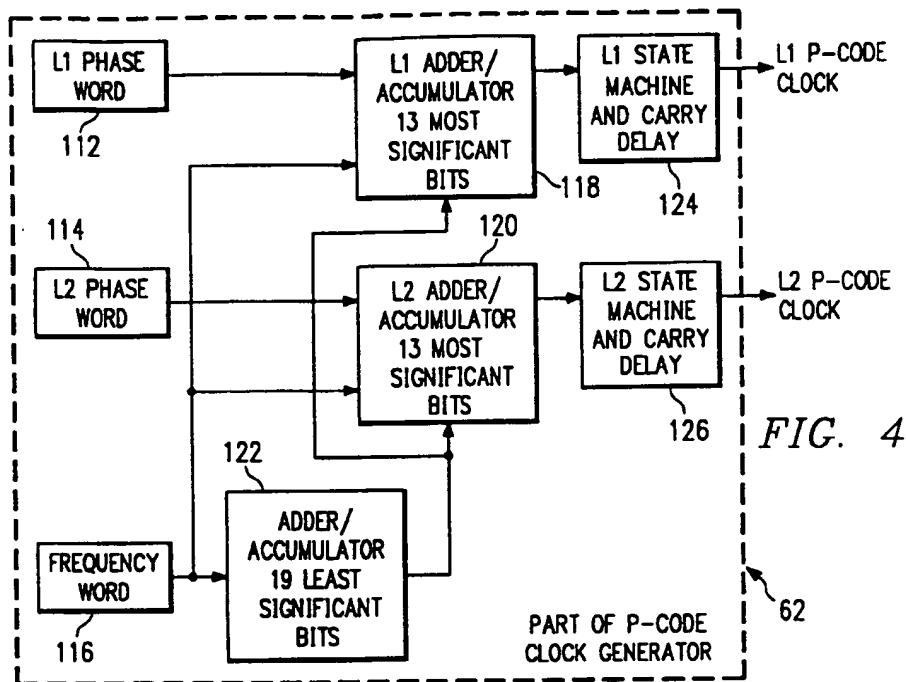 L1 PHASE
WORD
112
L1 ADDER/
ACCUMULATOR
13 MOST
SIGNIFICANT
BITS
118
L1 STATE
MACHINE
AND CARRY
DELAY
124
L1 P-CODE
CLOCK
114
L2 PHASE
WORD
120
L2 ADDER/
ACCUMULATOR
13 MOST
SIGNIFICANT
BITS
L2 STATE
MACHINE
AND CARRY
DELAY
126
L2 P-CODE
CLOCK
FIG. 4
122
ADDER/
ACCUMULATOR
19 LEAST
SIGNIFICANT
BITS
FREQUENCY
WORD
116
PART OF P-CODE
CLOCK GENERATOR
62